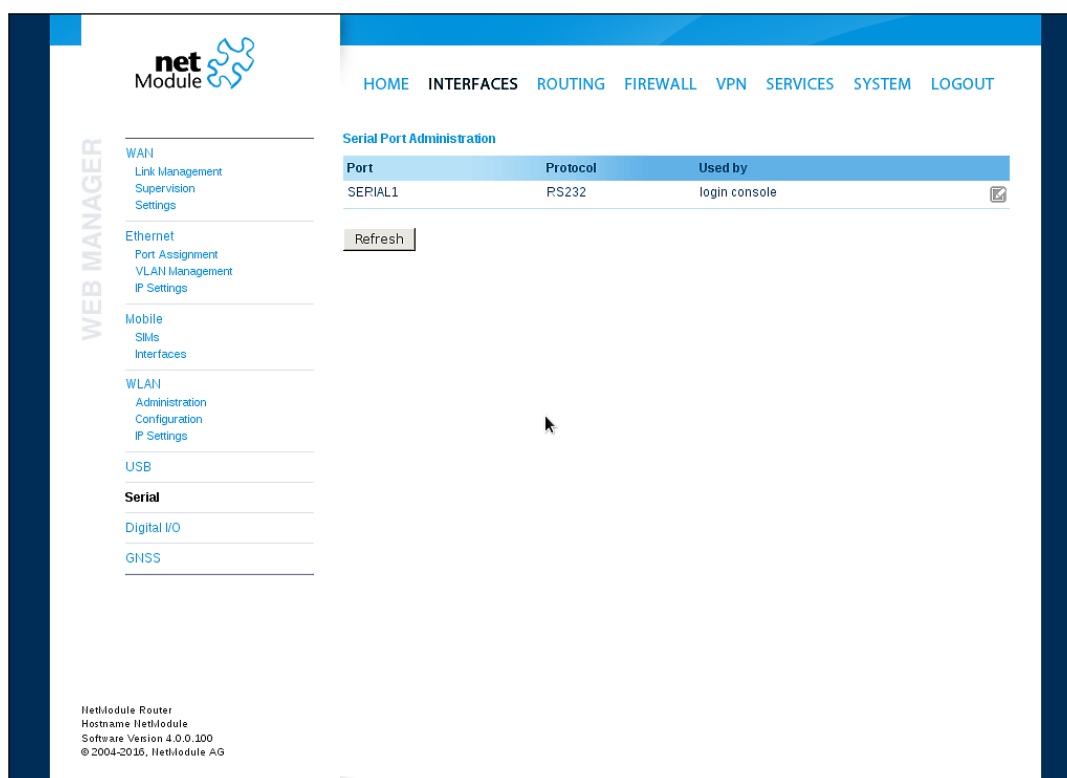 net
Module
HOME INTERFACES ROUTING FIREWALL VPN SERVICES SYSTEM LOGOUT
WEB MANAGER
WAN
Link Management
Supervision
Settings
Ethernet
Port Assignment
VLAN Management
IP Settings
Mobile
SIMs
Interfaces
WLAN
Administration
Configuration
IP Settings
USB
Serial
Digital I/O
GNSS
Serial Port Administration
Port Protocol Used by
SERIAL1 RS232 login console
Refresh
NetModule Router
Hostname NetModule
Software Version 4.0.0.100
© 2004-2016, NetModule AG